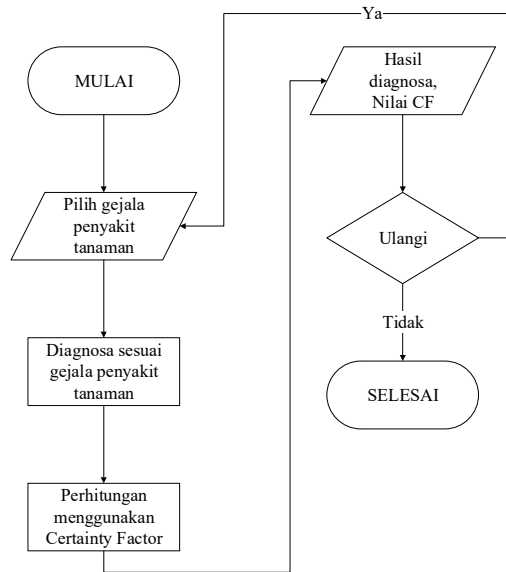 MULAI
Pilih gejala
penyakit
tanaman
Diagnosa sesuai
gejala penyakit
tanaman
Perhitungan
menggunakan
Certainty Factor
Hasil
diagnosa,
Nilai CF
Ulangi
Ya
Tidak
SELESAI